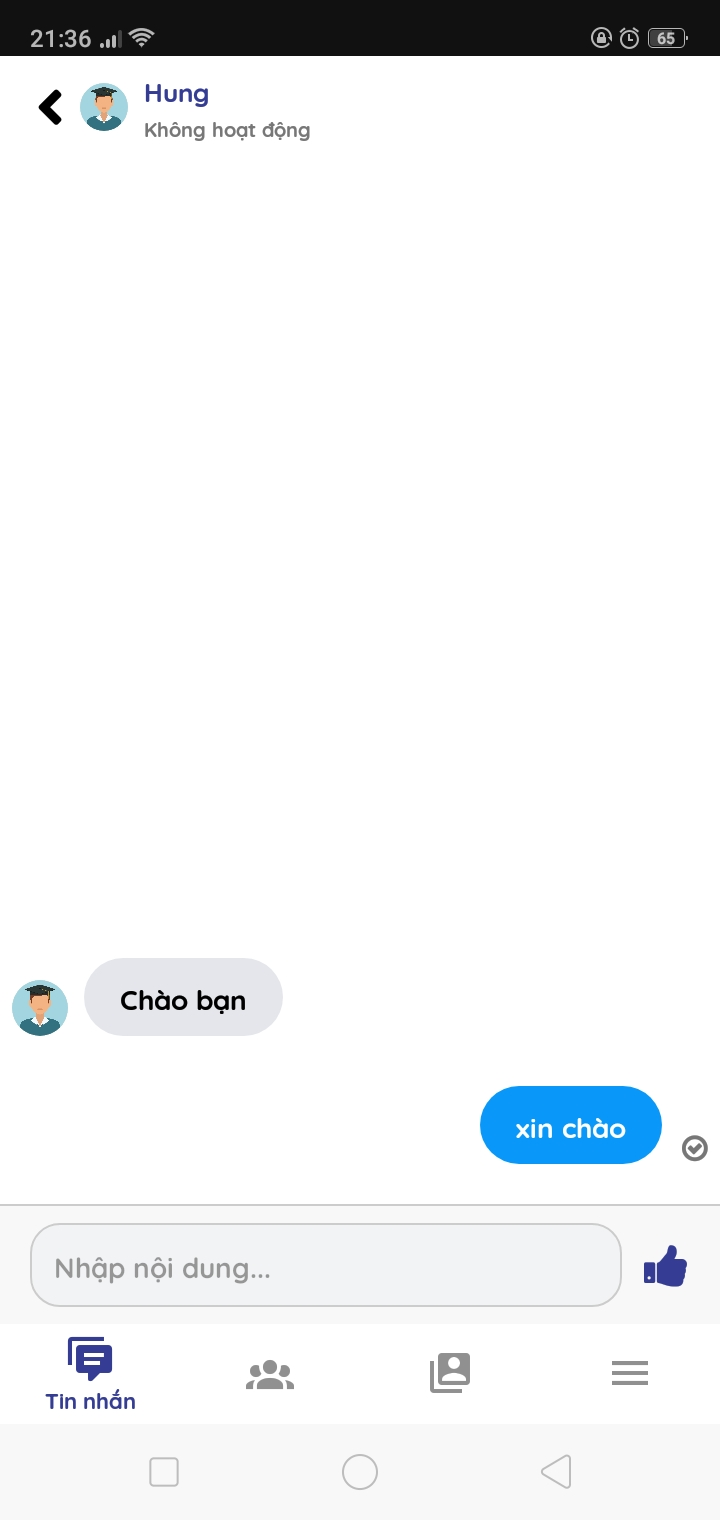 21:36
65
Hung
Không hoạt động
Chào bạn
xin chào
Nhập nội dung...
Tin nhắn